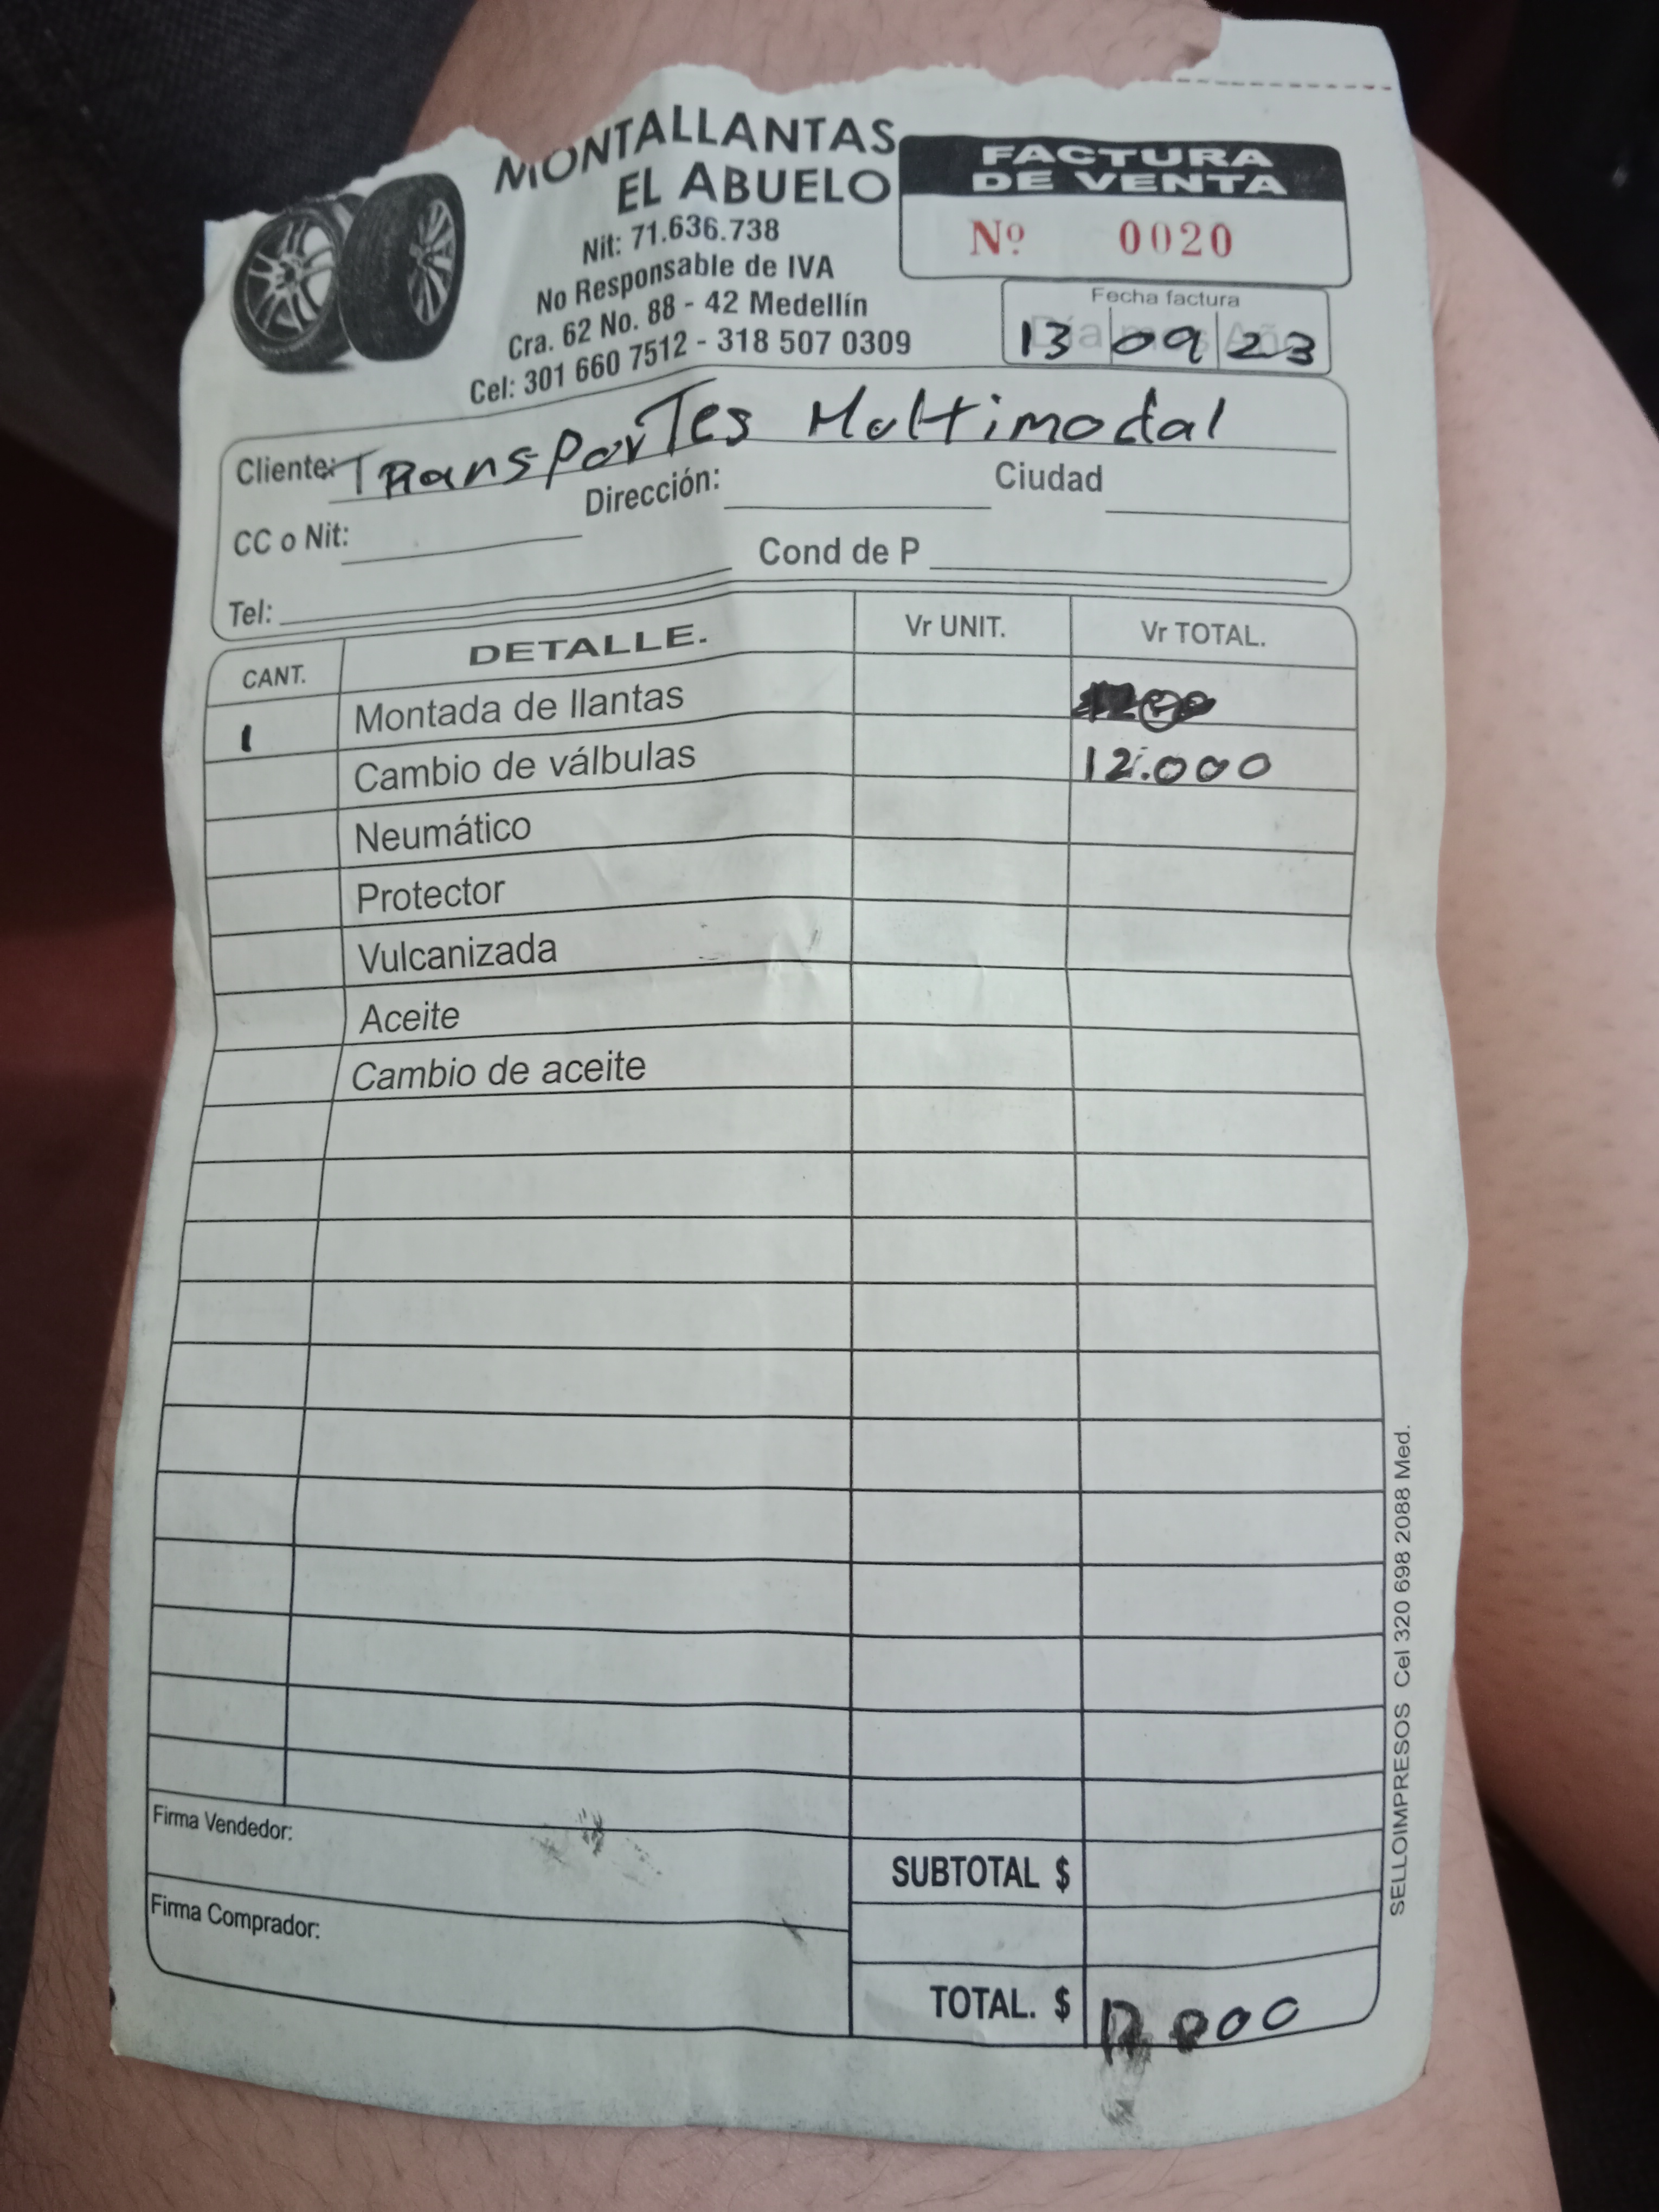 MONTALLANTAS
EL ABUELO
Nit: 71.636.738
No Responsable de IVA
Cra. 62 No. 88 - 42 Medellín
Cel: 301 660 7512 - 318 507 0309
FACTURA
DE VENTA
Nº 0020
Fecha factura
Día mes Año
13 09 23
Cliente: Transportes Multimodal
CC o Nit: Dirección: Ciudad
Tel: Cond de P
CANT. DETALLE. Vr UNIT. Vr TOTAL.
1 Montada de llantas
Cambio de válbulas 12.000
Neumático
Protector
Vulcanizada
Aceite
Cambio de aceite
Firma Vendedor:
SUBTOTAL $
Firma Comprador:
TOTAL. $ 000
SELLOIMPRESOS Cel 320 698 2088 Med.